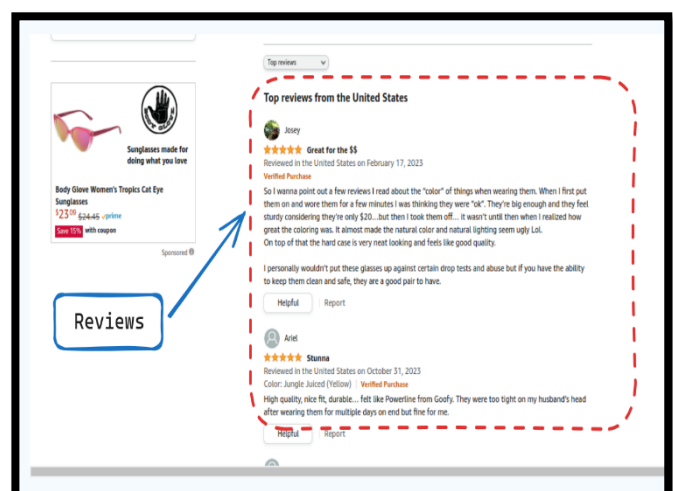 Top reviews
Top reviews from the United States
Josey
Great for the $$
Reviewed in the United States on February 17, 2023
Verified Purchase
So I wanna point out a few reviews I read about the "color" of things when wearing them. When I first put
them on and wore them for a few minutes I was thinking they were "ok". They're big enough and they feel
sturdy considering they're only $20...but then I took them off... it wasn't until then when I realized how
great the coloring was. It almost made the natural color and natural lighting seem ugly Lol.
On top of that the hard case is very neat looking and feels like good quality.
I personally wouldn't put these glasses up against certain drop tests and abuse but if you have the ability
to keep them clean and safe, they are a good pair to have.
Helpful
Report
Ariel
Stunna
Reviewed in the United States on October 31, 2023
Color: Jungle Juiced (Yellow) | Verified Purchase
High quality, nice fit, durable... felt like Powerline from Goofy. They were too tight on my husband's head
after wearing them for multiple days on end but fine for me.
Helpful
Report
BODY GLOVE
Sunglasses made for
doing what you love
Body Glove Women's Tropics Cat Eye
Sunglasses
$23 09 $24.45 prime
Save 15% with coupon
Sponsored
Reviews